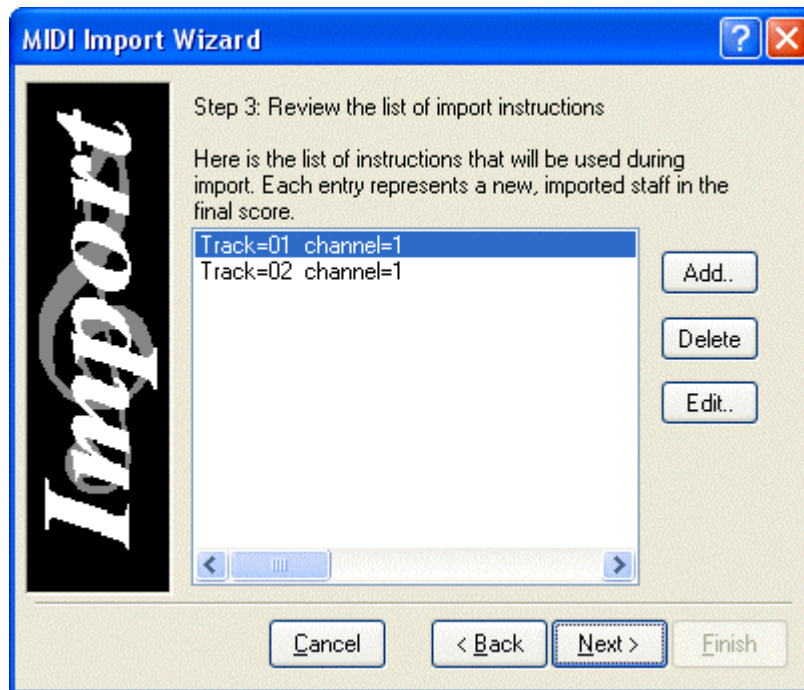 MIDI Import Wizard
?
Import
Step 3: Review the list of import instructions
Here is the list of instructions that will be used during
import. Each entry represents a new, imported staff in the
final score.
Track=01 channel=1
Track=02 channel=1
Add..
Delete
Edit..
Cancel
< Back
Next >
Finish